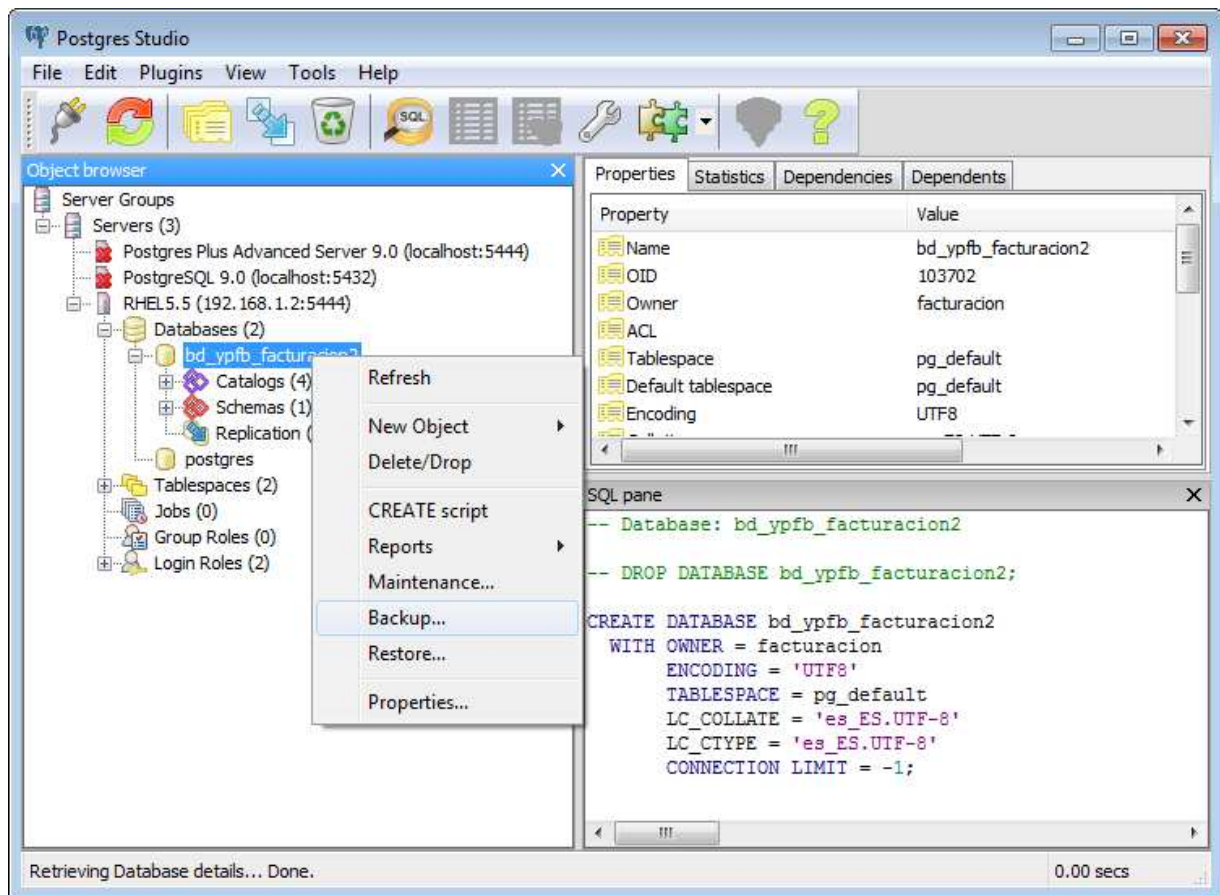 Postgres Studio
File Edit Plugins View Tools Help
SQL
Object browser
Server Groups
Servers (3)
Postgres Plus Advanced Server 9.0 (localhost:5444)
PostgreSQL 9.0 (localhost:5432)
RHEL5.5 (192.168.1.2:5444)
Databases (2)
bd_ypfb_facturacion2
Catalogs (4)
Schemas (1)
Replication (
postgres
Tablespaces (2)
Jobs (0)
Group Roles (0)
Login Roles (2)
Refresh
New Object
Delete/Drop
CREATE script
Reports
Maintenance...
Backup...
Restore...
Properties...
Properties Statistics Dependencies Dependents
Property Value
Name bd_ypfb_facturacion2
OID 103702
Owner facturacion
ACL
Tablespace pg_default
Default tablespace pg_default
Encoding UTF8
SQL pane
-- Database: bd_ypfb_facturacion2
-- DROP DATABASE bd_ypfb_facturacion2;
CREATE DATABASE bd_ypfb_facturacion2
WITH OWNER = facturacion
ENCODING = 'UTF8'
TABLESPACE = pg_default
LC_COLLATE = 'es_ES.UTF-8'
LC_CTYPE = 'es_ES.UTF-8'
CONNECTION LIMIT = -1;
Retrieving Database details... Done. 0.00 secs